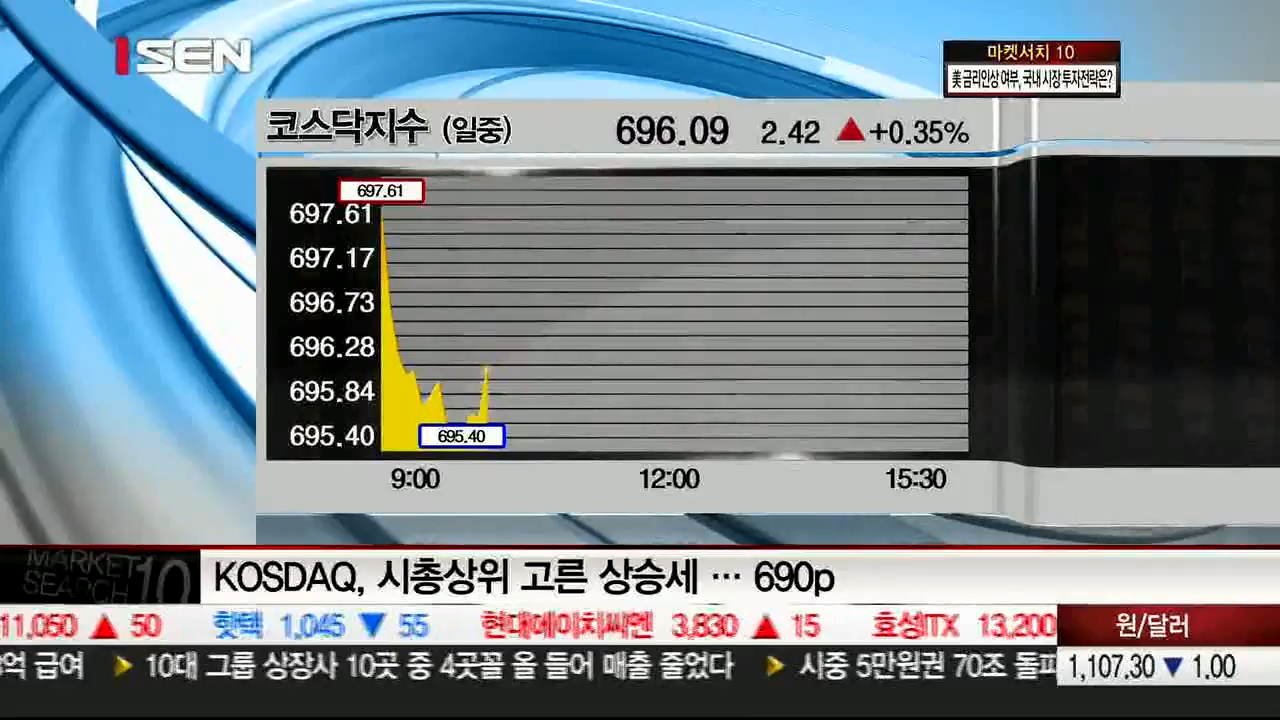 SEN
마켓서치 10
美 금리인상 여부, 국내 시장 투자전략은?
코스닥지수 (일중) 696.09 2.42 ▲+0.35%
697.61
697.61
697.17
696.73
696.28
695.84
695.40
695.40
9:00 12:00 15:30
MARKET SEARCH 10
KOSDAQ, 시총상위 고른 상승세 … 690p
11,050 ▲ 50 핫텍 1,045 ▼ 55 현대에이치씨엔 3,830 ▲ 15 효성ITX 13,200
원/달러
억 급여 ▶ 10대 그룹 상장사 10곳 중 4곳꼴 올 들어 매출 줄었다 ▶ 시중 5만원권 70조 돌파
1,107.30 ▼ 1.00